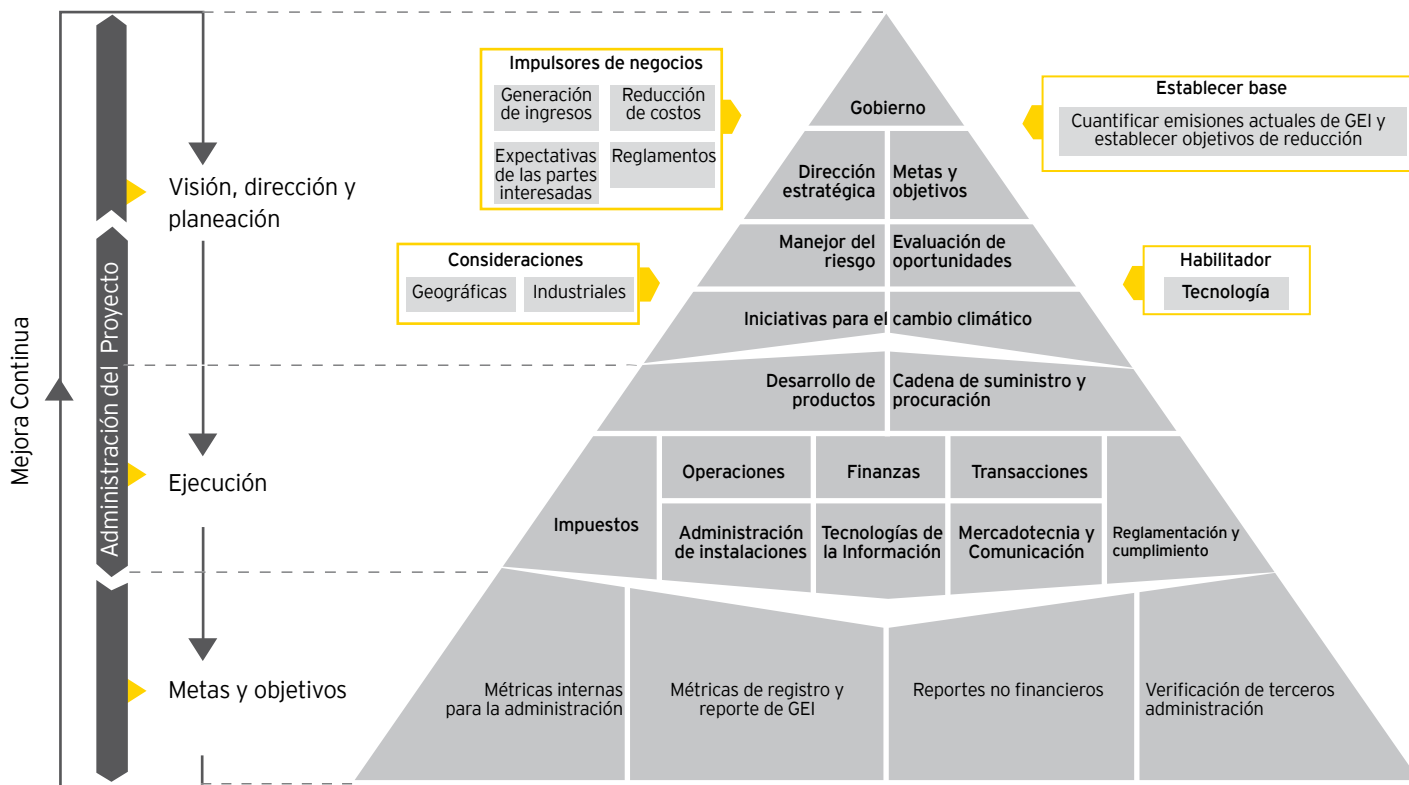 Mejora Continua
Administración del Proyecto
Visión, dirección y
planeación
Ejecución
Metas y objetivos
Impulsores de negocios
Generación
de ingresos
Reducción
de costos
Expectativas
de las partes
interesadas
Reglamentos
Consideraciones
Geográficas
Industriales
Establecer base
Cuantificar emisiones actuales de GEI y
establecer objetivos de reducción
Habilitador
Tecnología
Gobierno
Dirección
estratégica
Metas y
objetivos
Manejor del
riesgo
Evaluación de
oportunidades
Iniciativas para el cambio climático
Desarrollo de
productos
Cadena de suministro y
procuración
Impuestos
Operaciones
Finanzas
Transacciones
Administración
de instalaciones
Tecnologías de
la Información
Mercadotecnia y
Comunicación
Reglamentación y
cumplimiento
Métricas internas
para la administración
Métricas de registro y
reporte de GEI
Reportes no financieros
Verificación de terceros
administración